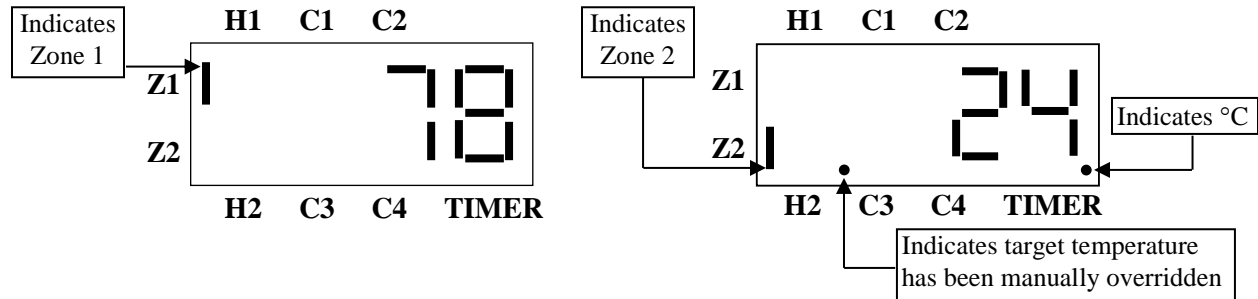 Indicates
Zone 1
H1 C1 C2
Z1
78
Z2
H2 C3 C4 TIMER
Indicates
Zone 2
H1 C1 C2
Z1
24
Z2
Indicates °C
H2 C3 C4 TIMER
Indicates target temperature
has been manually overridden